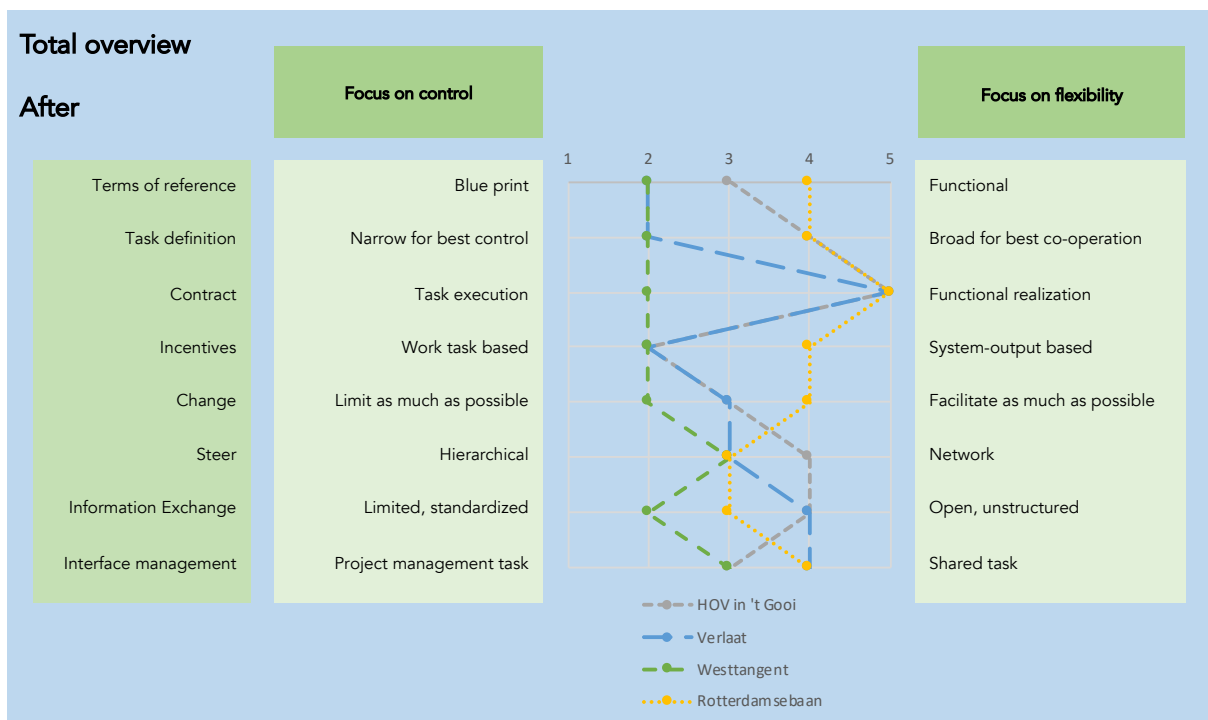 Total overview
After
Focus on control
Focus on flexibility
1 2 3 4 5
Terms of reference Blue print Functional
Task definition Narrow for best control Broad for best co-operation
Contract Task execution Functional realization
Incentives Work task based System-output based
Change Limit as much as possible Facilitate as much as possible
Steer Hierarchical Network
Information Exchange Limited, standardized Open, unstructured
Interface management Project management task Shared task
HOV in 't Gooi
Verlaat
Westtangent
Rotterdamsebaan